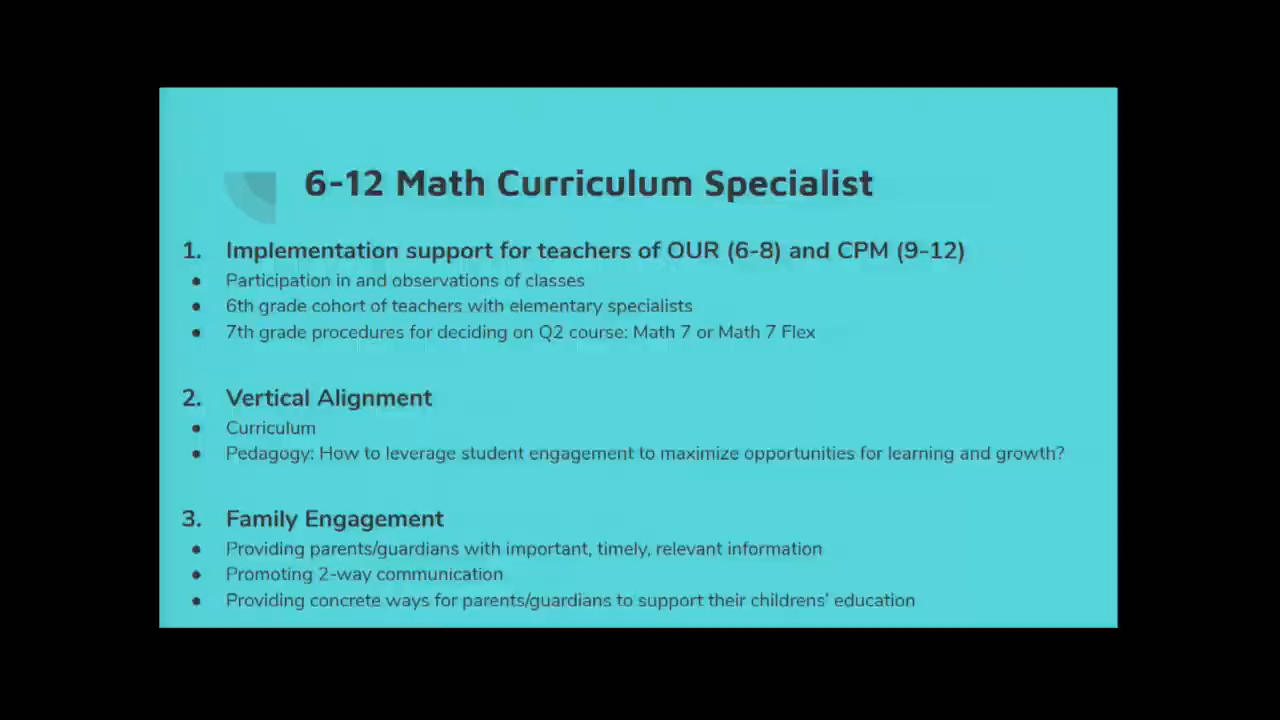 6-12 Math Curriculum Specialist
1. Implementation support for teachers of OUR (6-8) and CPM (9-12)
● Participation in and observations of classes
● 6th grade cohort of teachers with elementary specialists
● 7th grade procedures for deciding on Q2 course: Math 7 or Math 7 Flex
2. Vertical Alignment
● Curriculum
● Pedagogy: How to leverage student engagement to maximize opportunities for learning and growth?
3. Family Engagement
● Providing parents/guardians with important, timely, relevant information
● Promoting 2-way communication
● Providing concrete ways for parents/guardians to support their childrens' education